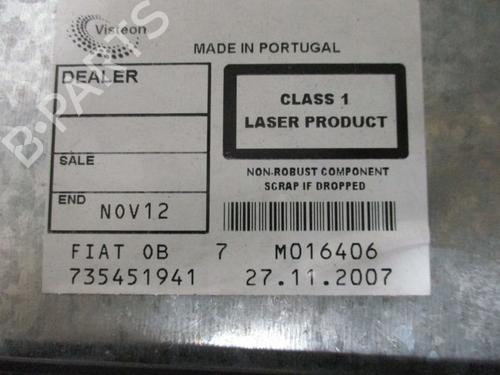 Visteon
MADE IN PORTUGAL
DEALER
SALE
END NOV12
CLASS 1
LASER PRODUCT
NON-ROBUST COMPONENT
SCRAP IF DROPPED
FIAT OB 7 M016406
735451941 27.11.2007
B-PARTS